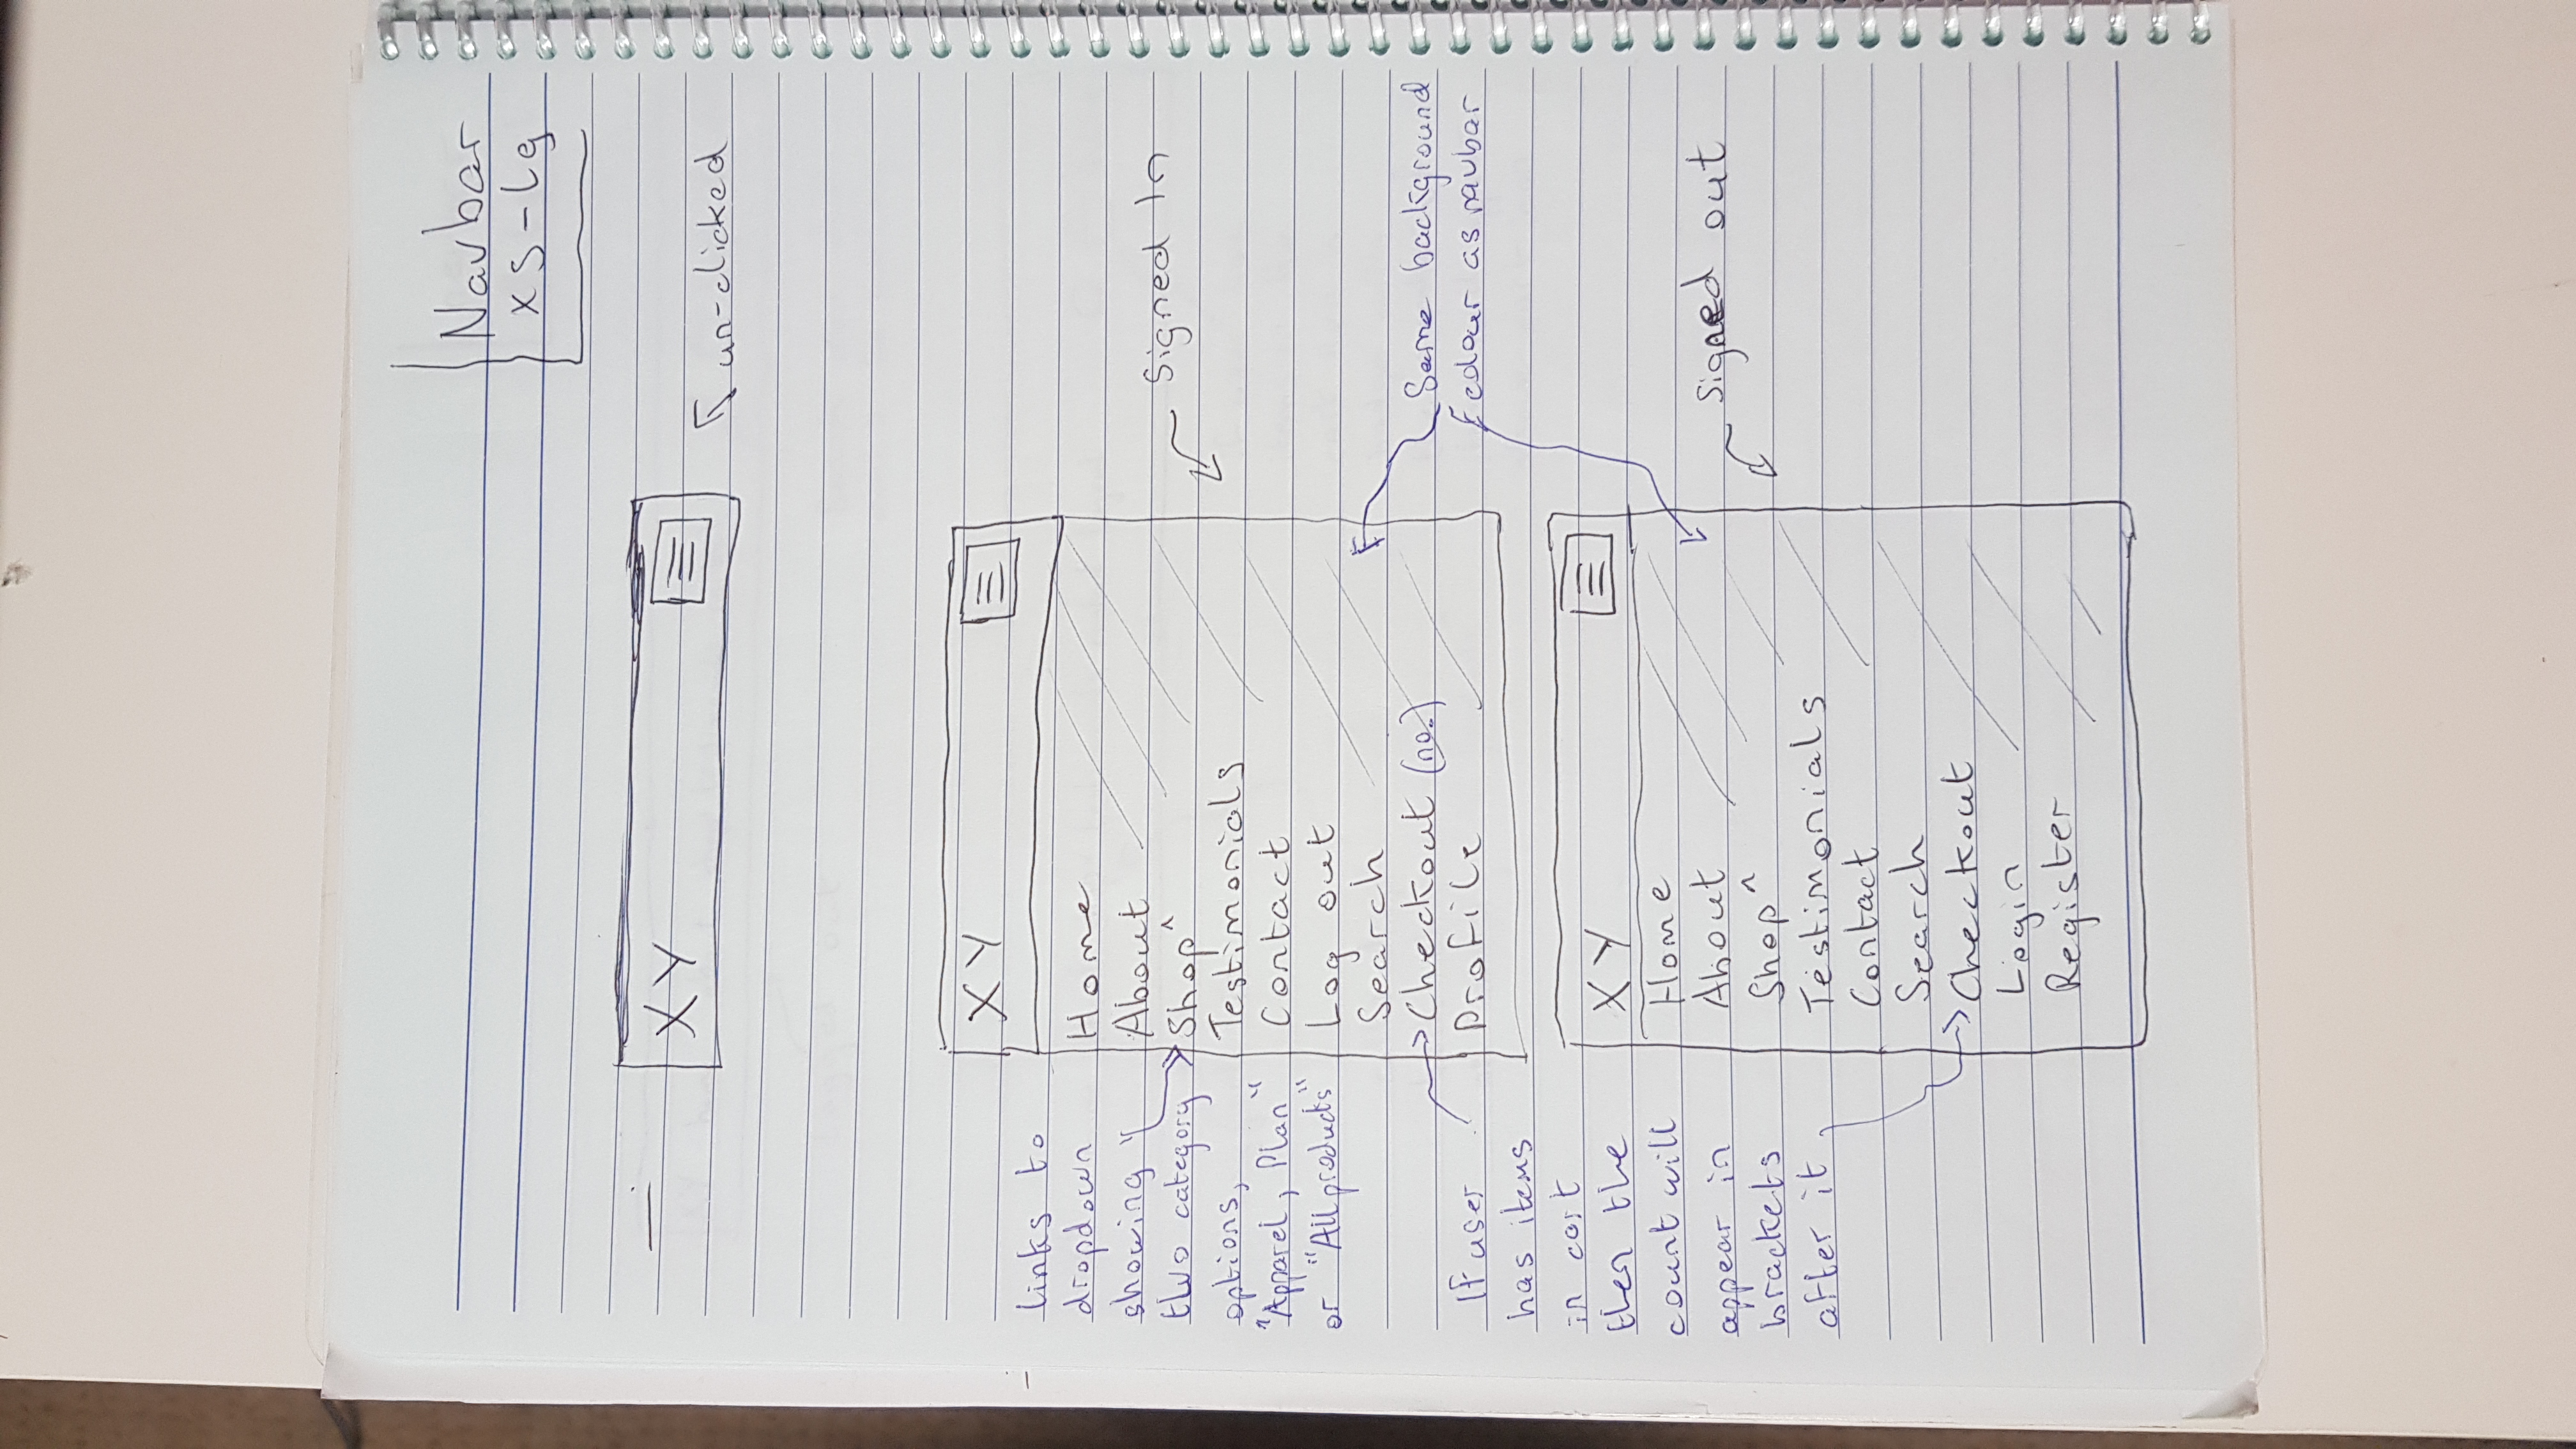 Navbar
xs-lg
XY
un-clicked
XY
links to
dropdown
showing
two category
options,
"Apparel, Plan"
or "All products"
Home
About
Shop^
Testimonials
Contact
Log out
Search
Checkout (no.)
Profile
Signed In
Same background
colour as navbar
If user
has items
in cart
then the
count will
appear in
brackets
after it
XY
Home
About
Shop^
Testimonials
Contact
Search
Checkout
Login
Register
Signed out